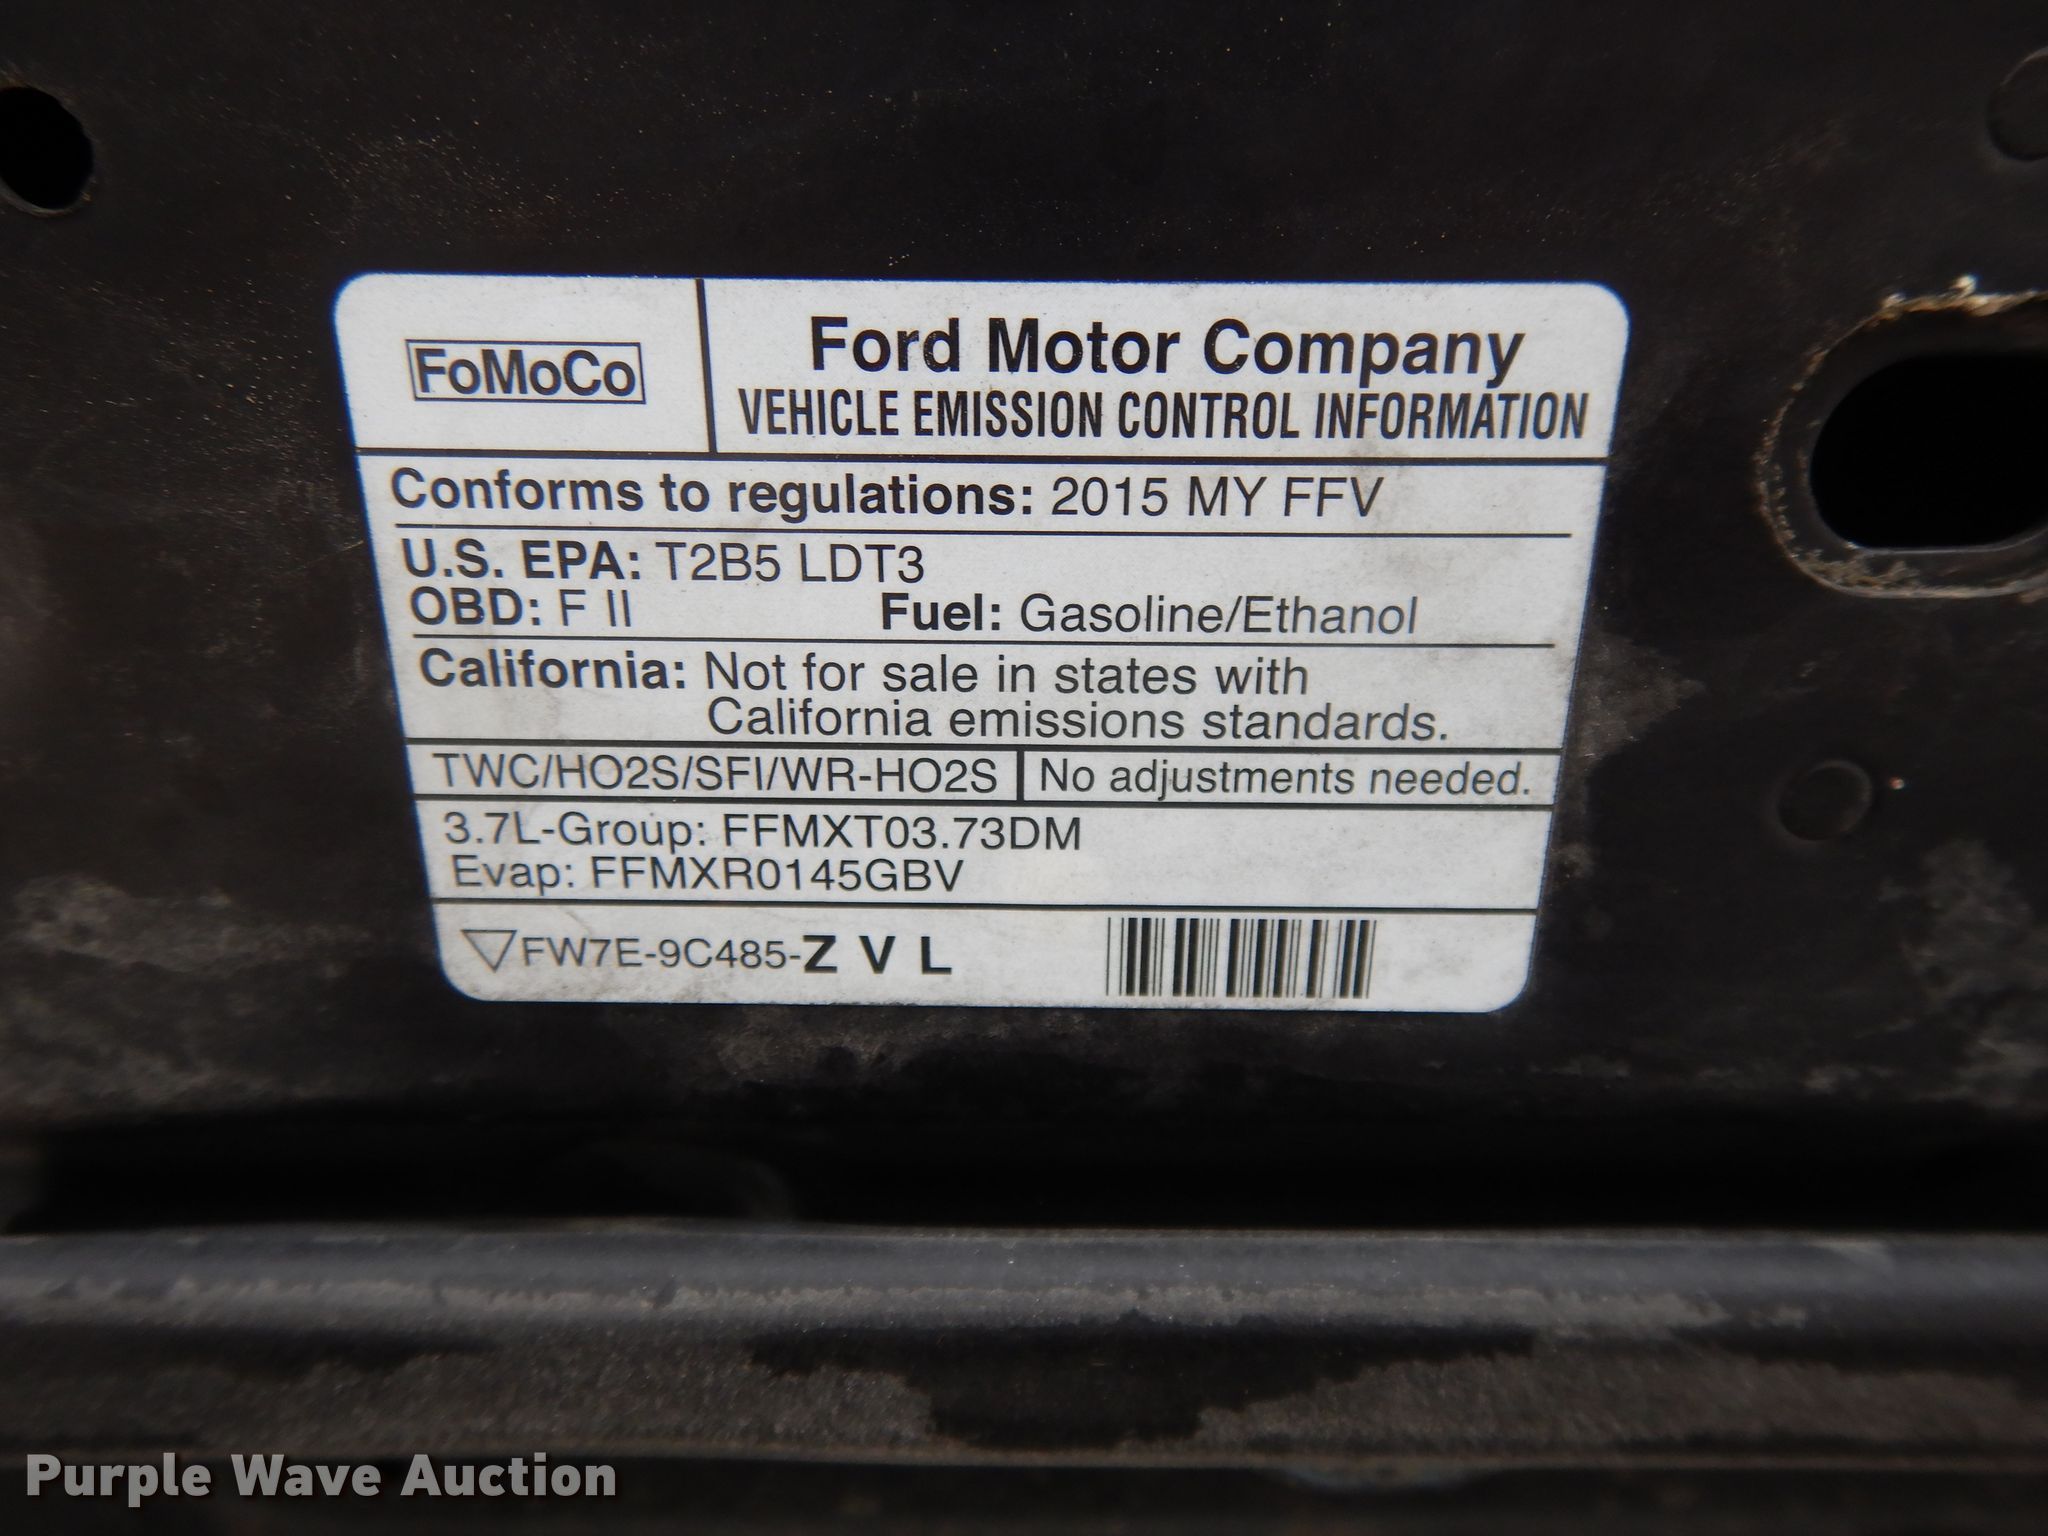 FoMoCo
Ford Motor Company
VEHICLE EMISSION CONTROL INFORMATION
Conforms to regulations: 2015 MY FFV
U.S. EPA: T2B5 LDT3
OBD: F II Fuel: Gasoline/Ethanol
California: Not for sale in states with
California emissions standards.
TWC/HO2S/SFI/WR-HO2S No adjustments needed.
3.7L-Group: FFMXT03.73DM
Evap: FFMXR0145GBV
FW7E-9C485-Z V L
Purple Wave Auction